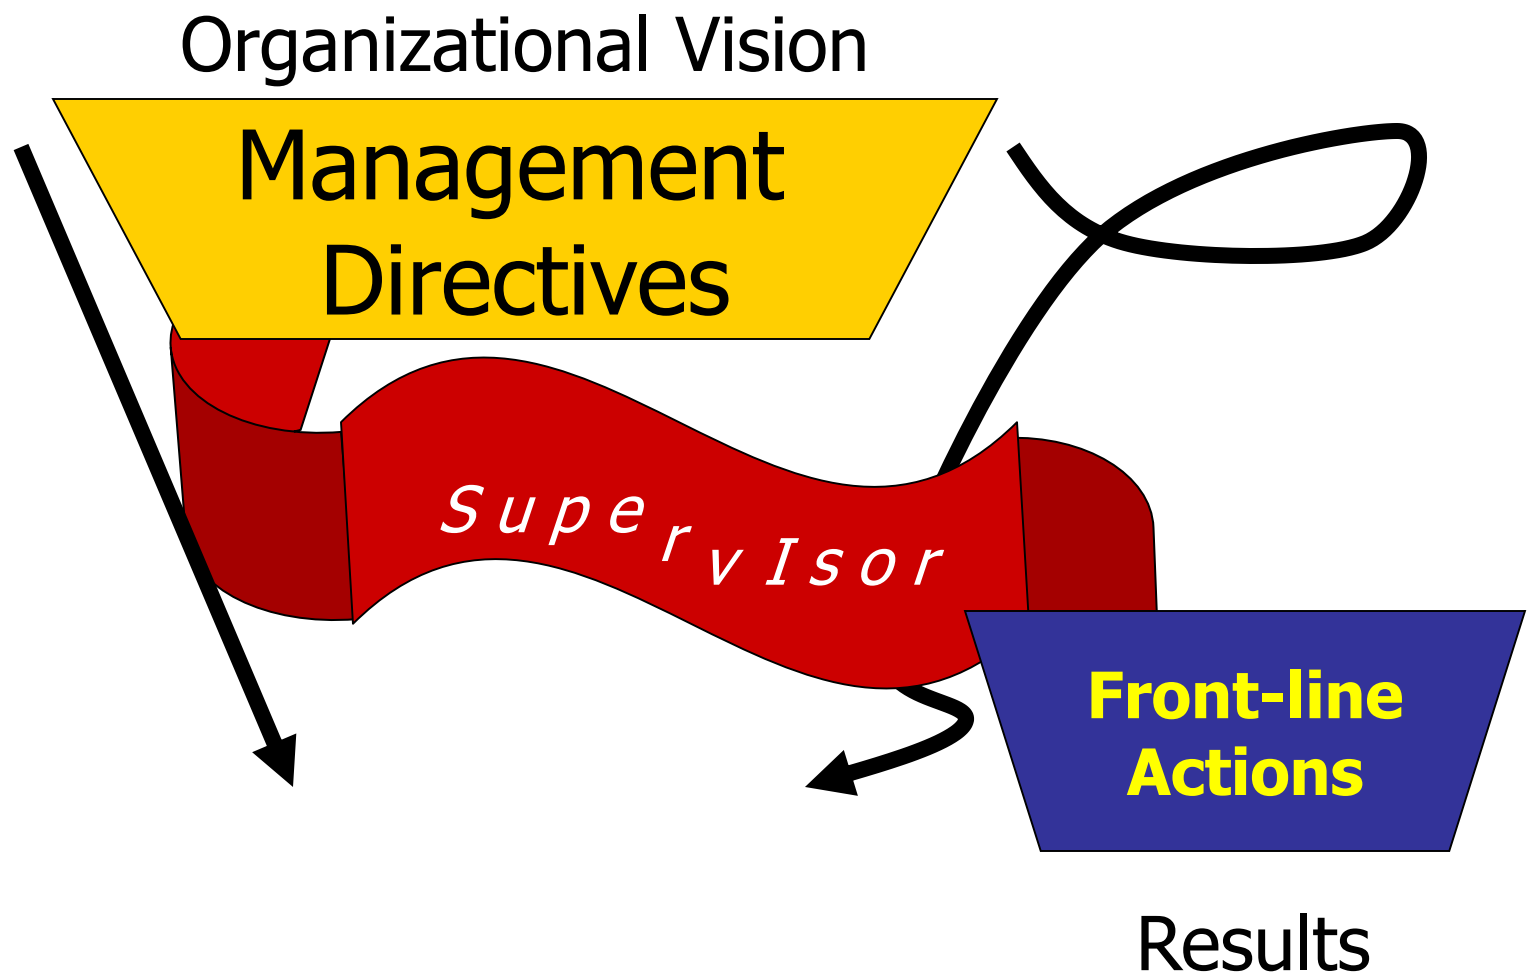 Organizational Vision
Management
Directives
SupervIsor
Front-line
Actions
Results